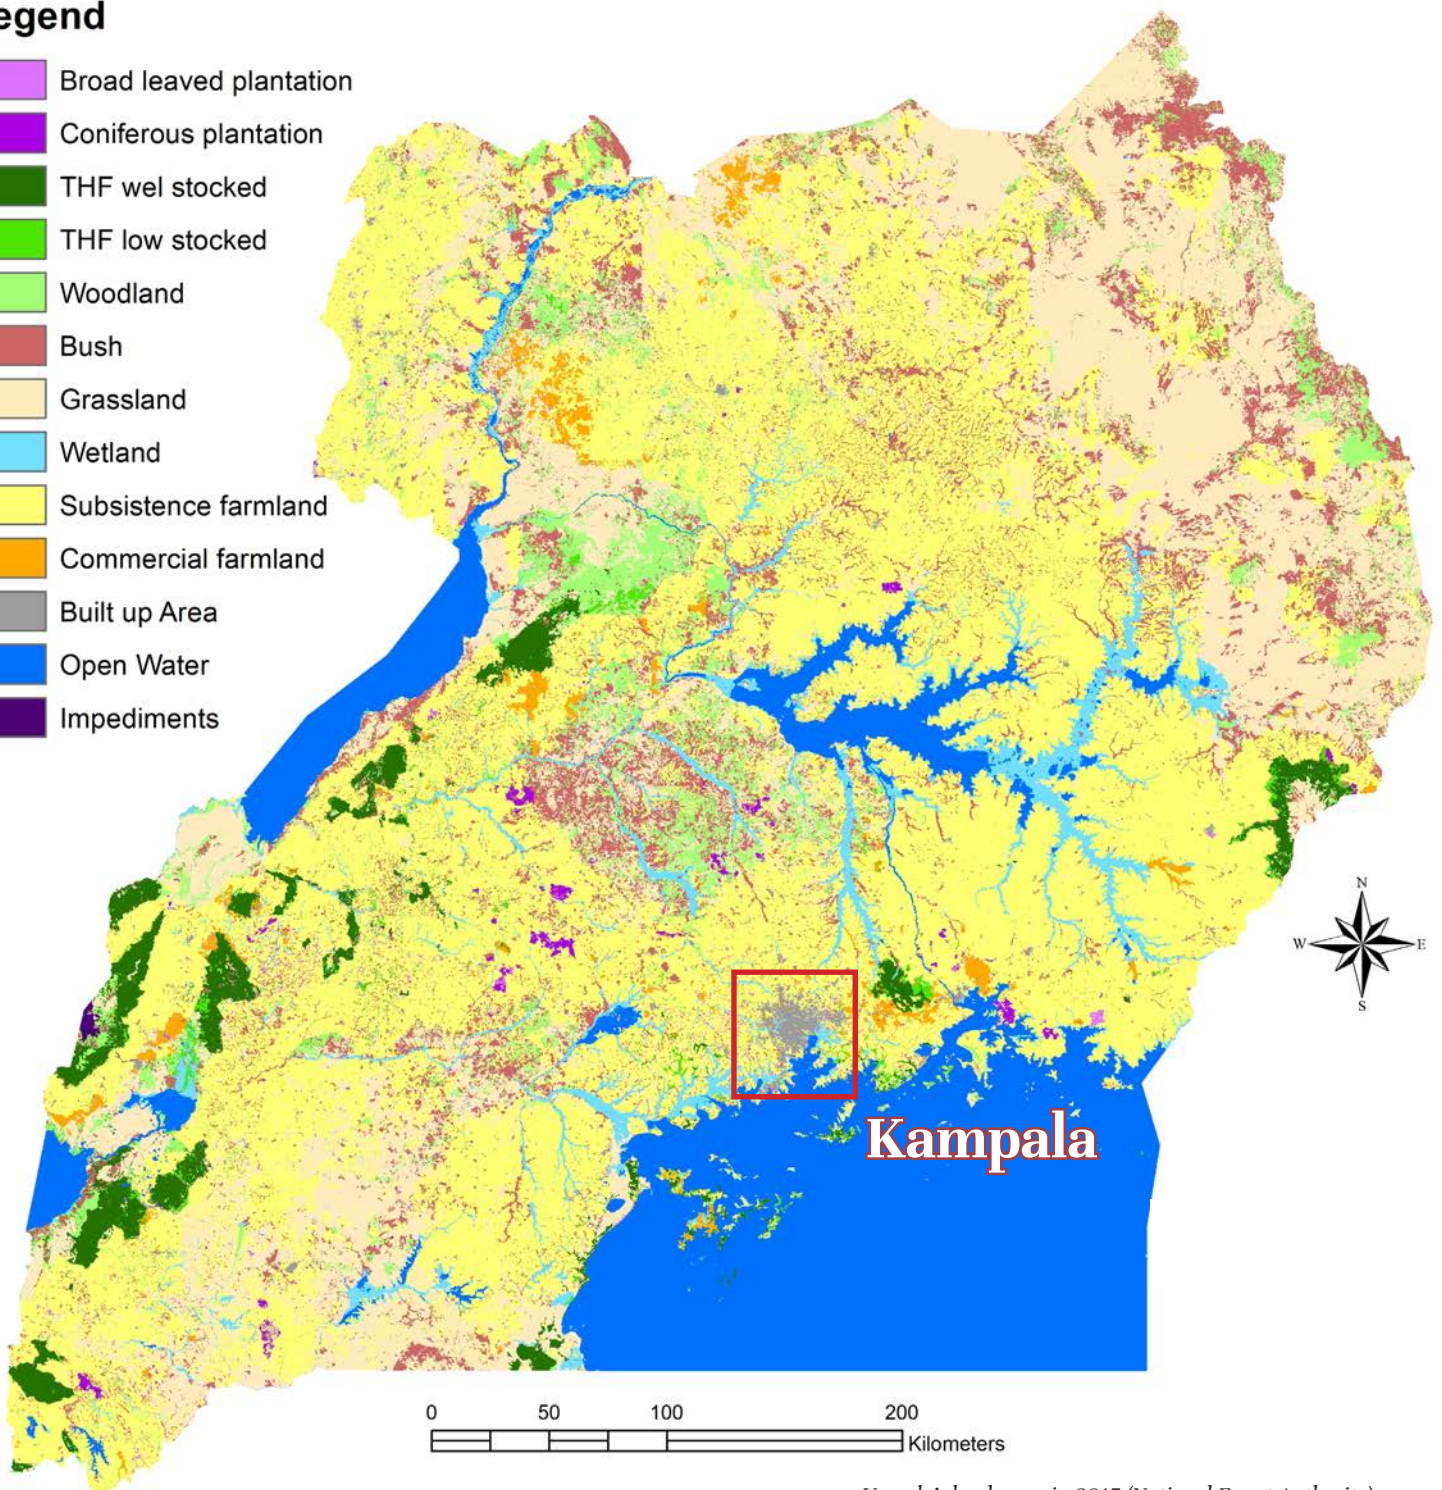 egend
Broad leaved plantation
Coniferous plantation
THF wel stocked
THF low stocked
Woodland
Bush
Grassland
Wetland
Subsistence farmland
Commercial farmland
Built up Area
Open Water
Impediments
N
W E
S
Kampala
0 50 100 200
Kilometers